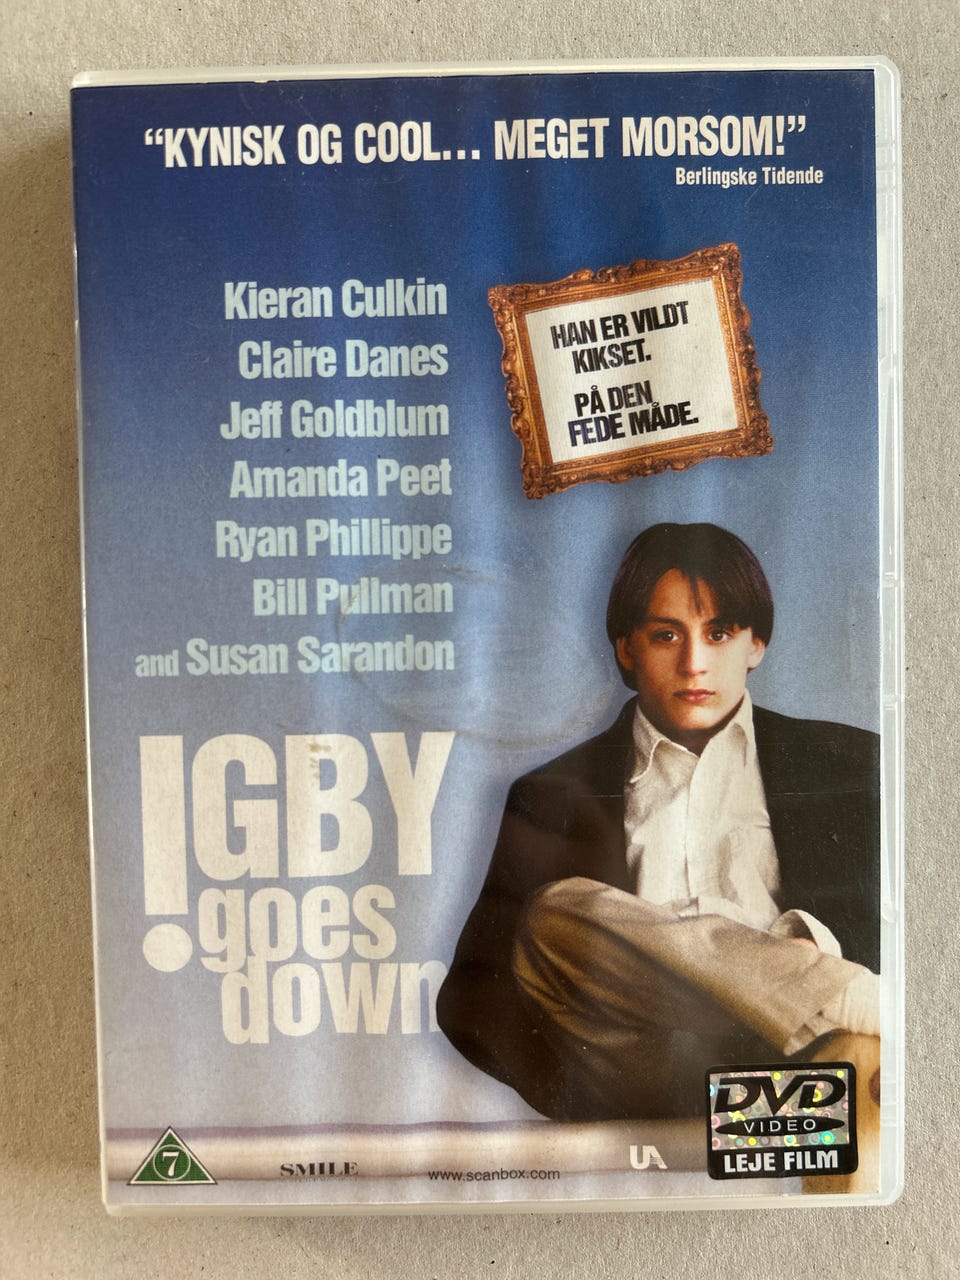 “KYNISK OG COOL... MEGET MORSOM!”
Berlingske Tidende
Kieran Culkin
Claire Danes
Jeff Goldblum
Amanda Peet
Ryan Phillippe
Bill Pullman
and Susan Sarandon
HAN ER VILDT
KIKSET.
PÅ DEN
FEDE MÅDE.
!GBY
goes
down
7
SMILE
www.scanbox.com
UA
DVD
VIDEO
LEJE FILM